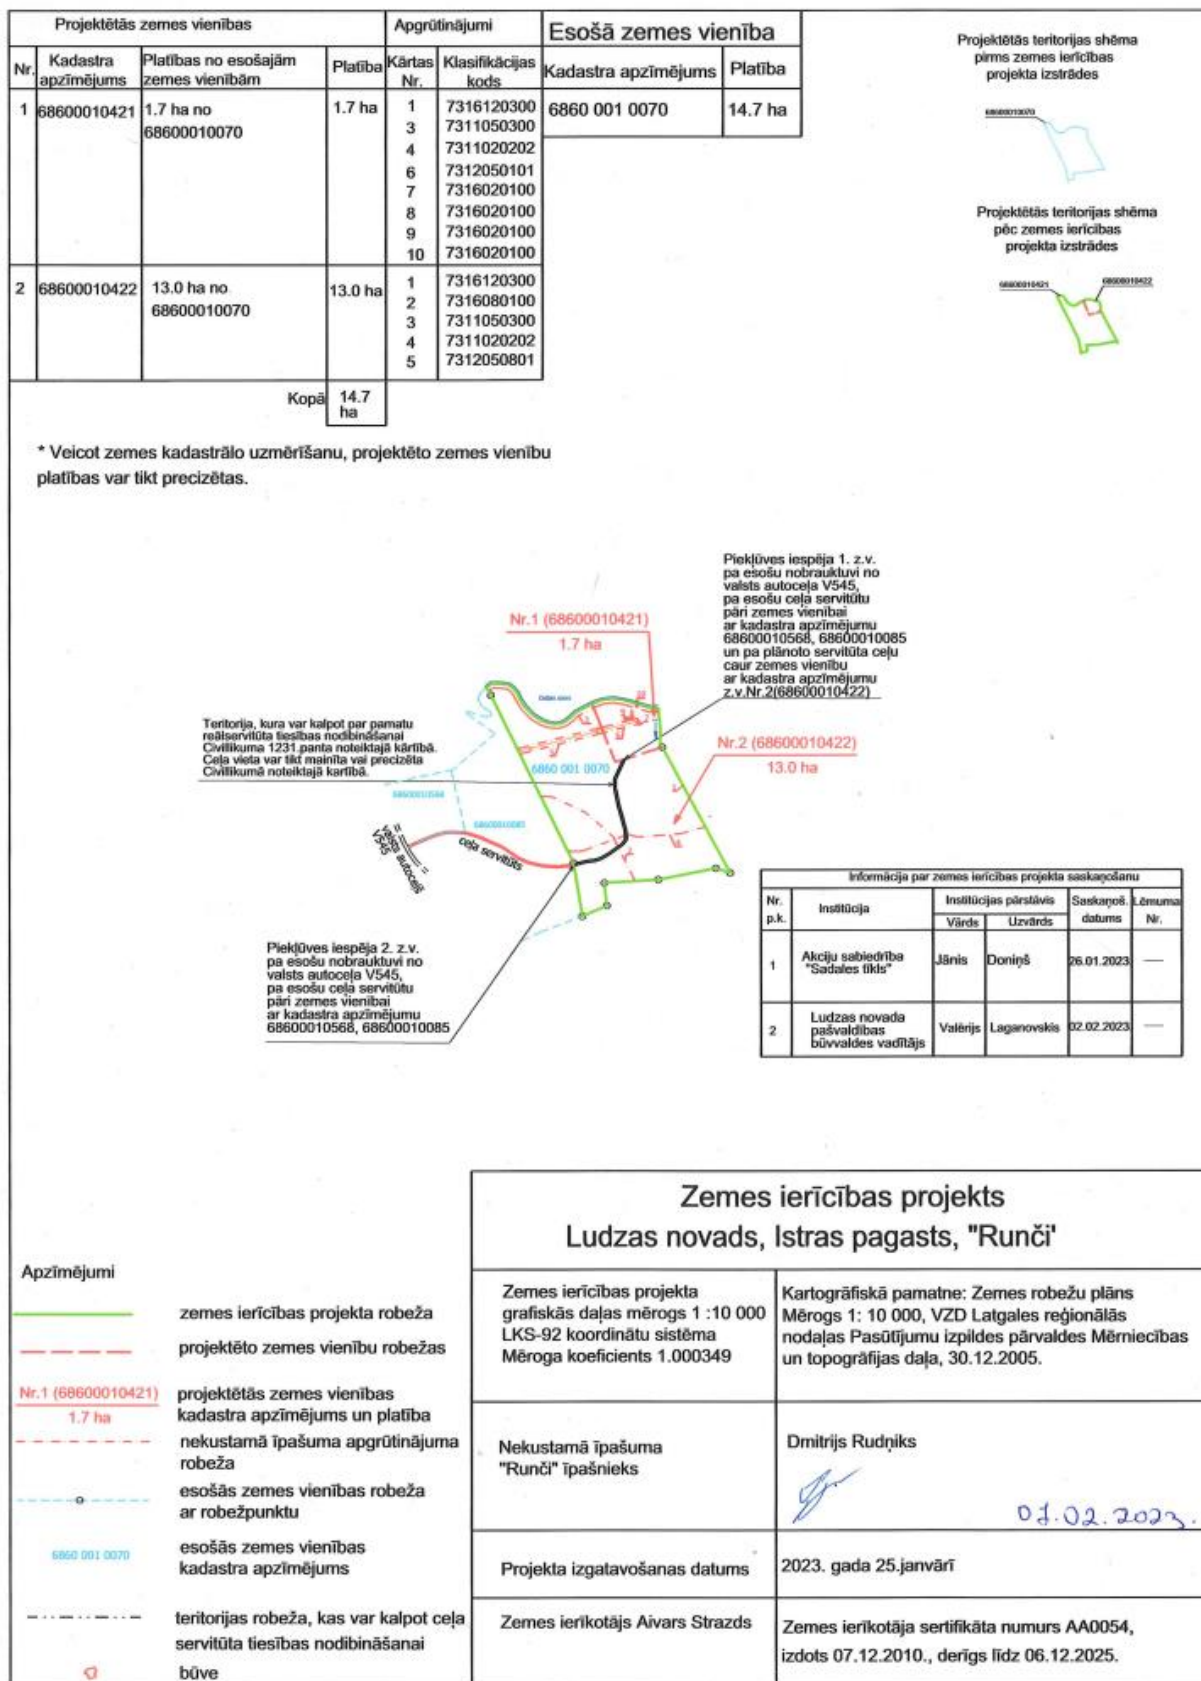 Projektētās zemes vienības
Apgrūtinājumi
Esošā zemes vienība
Nr.
Kadastra apzīmējums
Platības no esošajām zemes vienībām
Platība
Kārtas Nr.
Klasifikācijas kods
Kadastra apzīmējums
Platība
1
68600010421
1.7 ha no
68600010070
1.7 ha
1 7316120300
3 7311050300
4 7311020202
6 7312050101
7 7316020100
8 7316020100
9 7316020100
10 7316020100
6860 001 0070
14.7 ha
2
68600010422
13.0 ha no
68600010070
13.0 ha
1 7316120300
2 7316080100
3 7311050300
4 7311020202
5 7312050801
Kopā
14.7
ha
Projektētās teritorijas shēma
pirms zemes ierīcības
projekta izstrādes
68600010070
Projektētās teritorijas shēma
pēc zemes ierīcības
projekta izstrādes
68600010421
68600010422
* Veicot zemes kadastrālo uzmērīšanu, projektēto zemes vienību
platības var tikt precizētas.
Piekļūves iespēja 1. z.v.
pa esošu nobrauktuvi no
valsts autoceļa V545,
pa esošu ceļa servitūtu
pāri zemes vienībai
ar kadastra apzīmējumu
68600010568, 68600010085
un pa plānoto servitūta ceļu
caur zemes vienību
ar kadastra apzīmējumu
z.v.Nr.2(68600010422)
Nr.1 (68600010421)
1.7 ha
Teritorija, kura var kalpot par pamatu
reālservitūta tiesības nodibināšanai
Civillikuma 1231.panta noteiktajā kārtībā.
Ceļa vieta var tikt mainīta vai precizēta
Civillikumā noteiktajā kartībā.
6860 001 0070
Nr.2 (68600010422)
13.0 ha
68600010085
valsts autoceļš
V545
ceļa servitūts
Piekļūves iespēja 2. z.v.
pa esošu nobrauktuvi no
valsts autoceļa V545,
pa esošu ceļa servitūtu
pāri zemes vienībai
ar kadastra apzīmējumu
68600010568, 68600010085
Informācija par zemes ierīcības projekta saskaņošanu
Nr.
p.k.
Institūcija
Institūcijas pārstāvis
Vārds
Uzvārds
Saskaņoš.
datums
Lēmuma
Nr.
1
Akciju sabiedrība
"Sadales tīkls"
Jānis
Doniņš
26.01.2023
—
2
Ludzas novada
pašvaldības
būvvaldes vadītājs
Valērijs
Laganovskis
02.02.2023
—
Zemes ierīcības projekts
Ludzas novads, Istras pagasts, "Runči'
Apzīmējumi
zemes ierīcības projekta robeža
projektēto zemes vienību robežas
Nr.1 (68600010421)
1.7 ha
projektētās zemes vienības
kadastra apzīmējums un platība
nekustamā īpašuma apgrūtinājuma
robeža
esošās zemes vienības robeža
ar robežpunktu
6860 001 0070
esošās zemes vienības
kadastra apzīmējums
teritorijas robeža, kas var kalpot ceļa
servitūta tiesības nodibināšanai
būve
Zemes ierīcības projekta
grafiskās daļas mērogs 1 :10 000
LKS-92 koordinātu sistēma
Mēroga koeficients 1.000349
Kartogrāfiskā pamatne: Zemes robežu plāns
Mērogs 1: 10 000, VZD Latgales reģionālās
nodaļas Pasūtījumu izpildes pārvaldes Mērniecības
un topogrāfijas daļa, 30.12.2005.
Nekustamā īpašuma
"Runči" īpašnieks
Dmitrijs Rudņiks
01.02.2023.
Projekta izgatavošanas datums
2023. gada 25.janvārī
Zemes ierīkotājs Aivars Strazds
Zemes ierīkotāja sertifikāta numurs AA0054,
izdots 07.12.2010., derīgs līdz 06.12.2025.